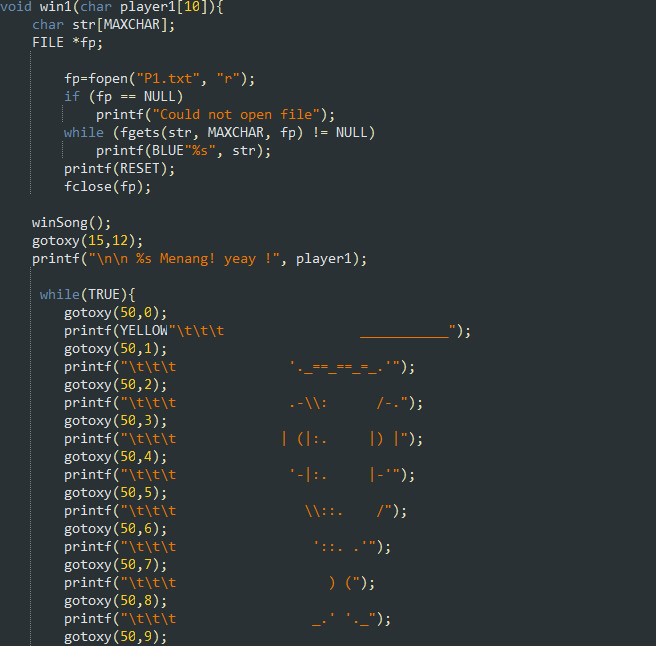 void win1(char player1[10]){
    char str[MAXCHAR];
    FILE *fp;

        fp=fopen("P1.txt", "r");
        if (fp == NULL)
            printf("Could not open file");
        while (fgets(str, MAXCHAR, fp) != NULL)
            printf(BLUE"%s", str);
        printf(RESET);
        fclose(fp);

    winSong();
    gotoxy(15,12);
    printf("\n\n %s Menang! yeay !", player1);

     while(TRUE){
        gotoxy(50,0);
        printf(YELLOW"\t\t\t                 ___________");
        gotoxy(50,1);
        printf("\t\t\t              '._==_==_=_.'");
        gotoxy(50,2);
        printf("\t\t\t              .-\\:      /-.");
        gotoxy(50,3);
        printf("\t\t\t             | (|:.     |) |");
        gotoxy(50,4);
        printf("\t\t\t              '-|:.     |-'");
        gotoxy(50,5);
        printf("\t\t\t                \\::.    /");
        gotoxy(50,6);
        printf("\t\t\t                 '::. .'");
        gotoxy(50,7);
        printf("\t\t\t                   ) (");
        gotoxy(50,8);
        printf("\t\t\t                 _.' '._");
        gotoxy(50,9);